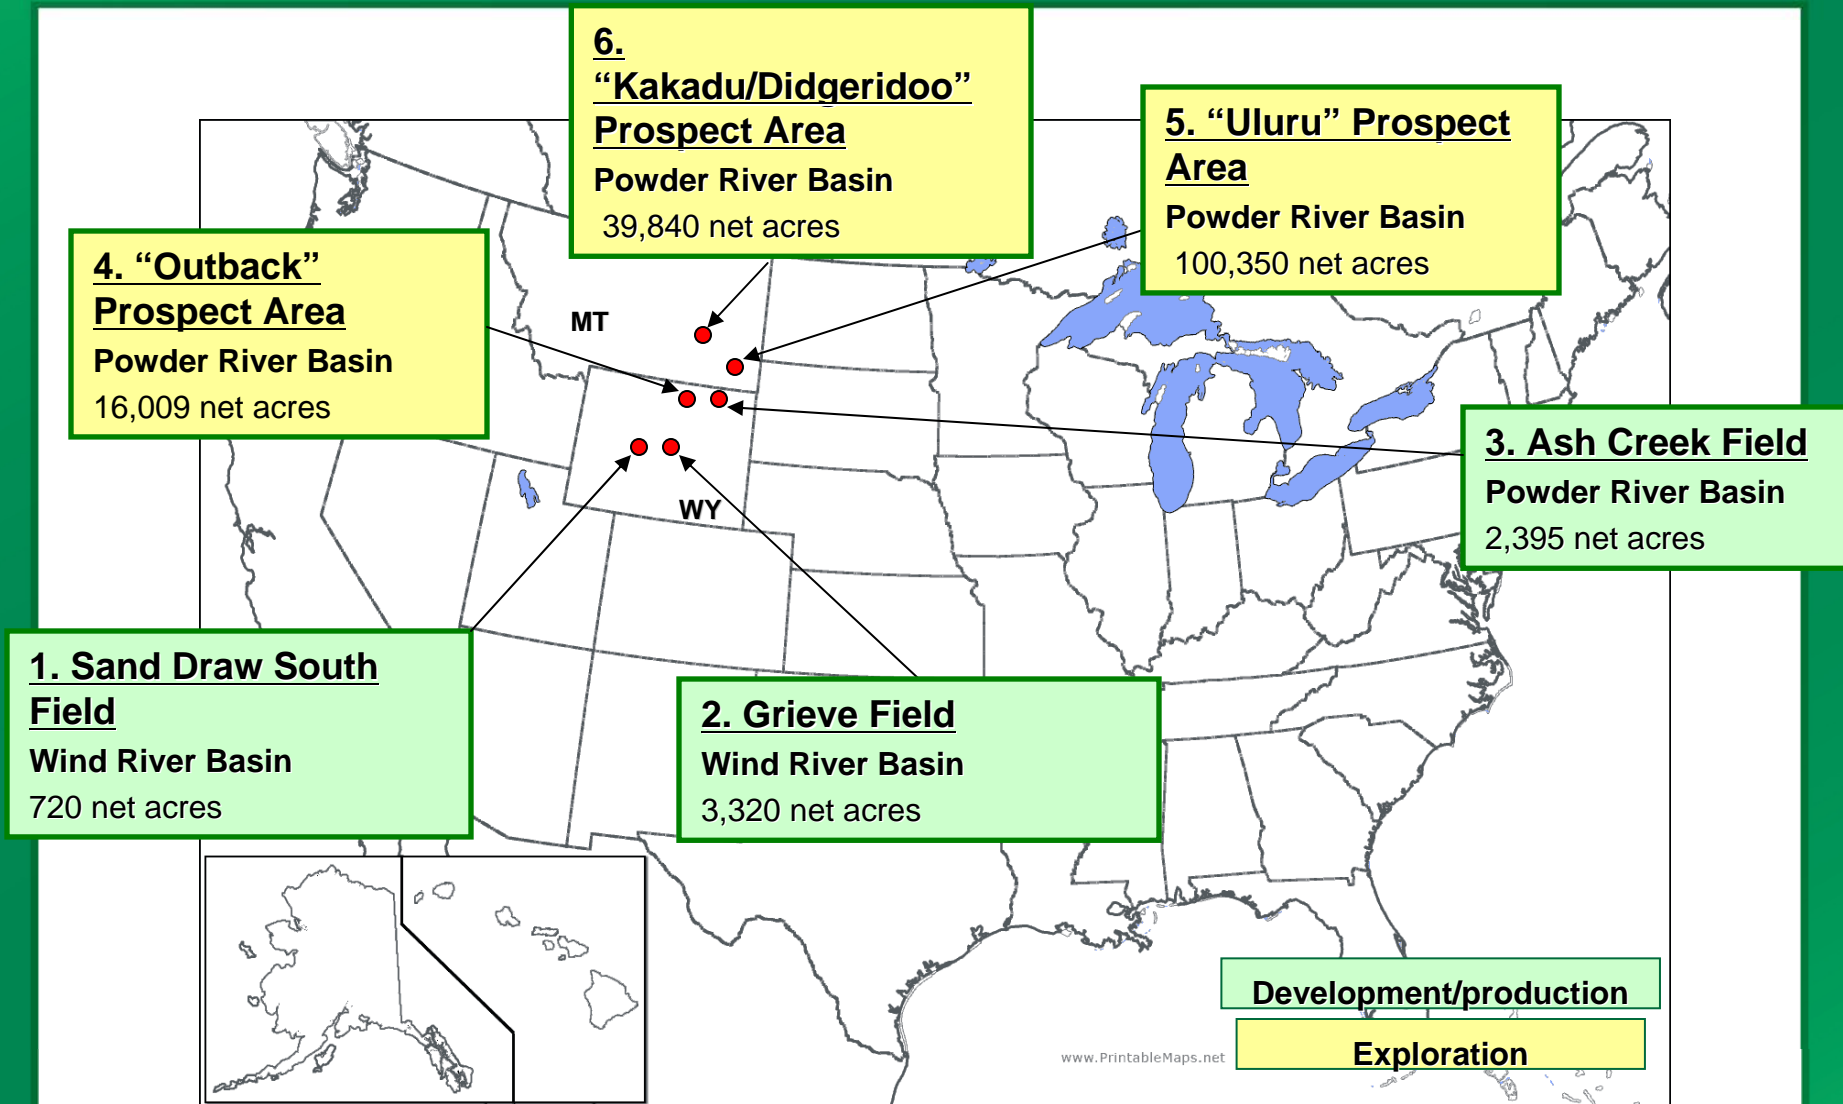 6.
“Kakadu/Didgeridoo”
Prospect Area
Powder River Basin
39,840 net acres
5. “Uluru” Prospect
Area
Powder River Basin
100,350 net acres
4. “Outback”
Prospect Area
Powder River Basin
16,009 net acres
MT
3. Ash Creek Field
Powder River Basin
2,395 net acres
WY
1. Sand Draw South
Field
Wind River Basin
720 net acres
2. Grieve Field
Wind River Basin
3,320 net acres
Development/production
Exploration
www.PrintableMaps.net